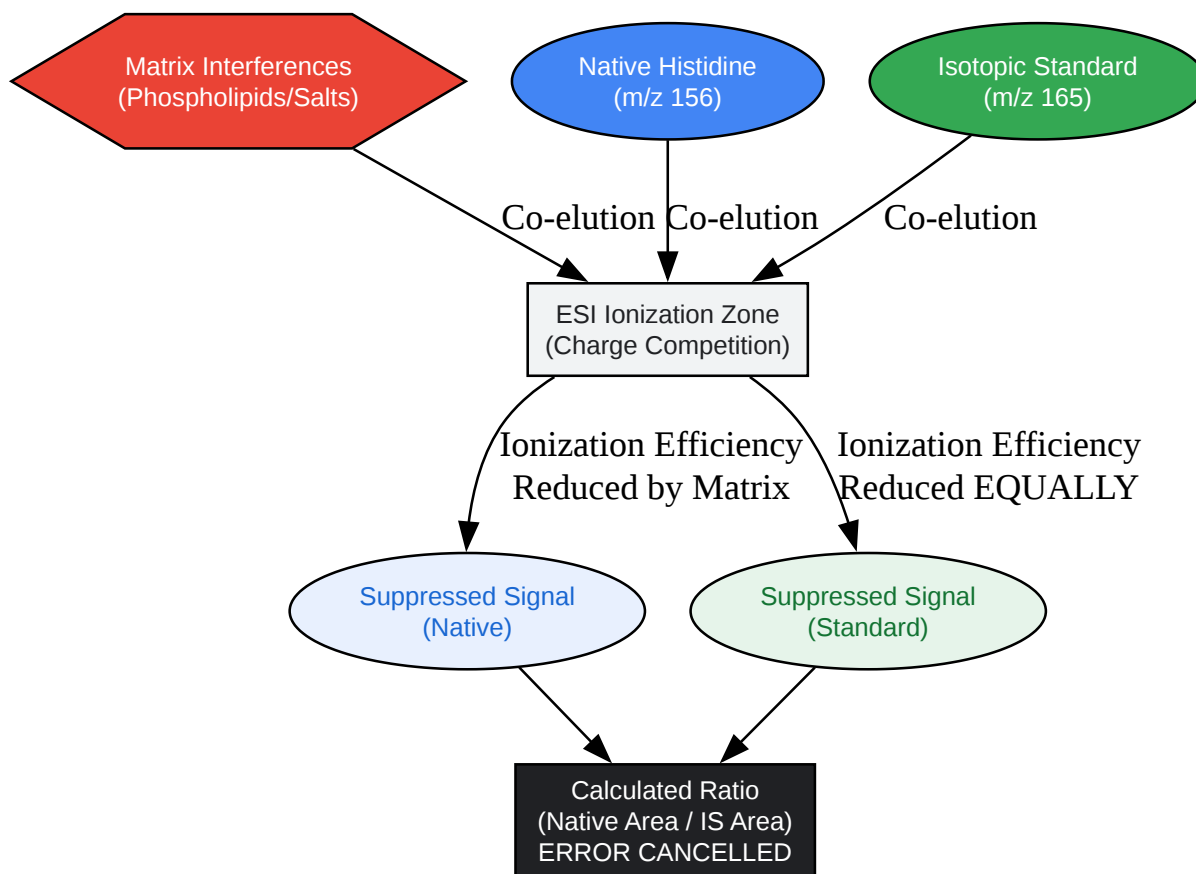 Matrix Interferences
(Phospholipids/Salts)
Native Histidine
(m/z 156)
Isotopic Standard
(m/z 165)
Co-elution
Co-elution
Co-elution
ESI Ionization Zone
(Charge Competition)
Ionization Efficiency
Reduced by Matrix
Ionization Efficiency
Reduced EQUALLY
Suppressed Signal
(Native)
Suppressed Signal
(Standard)
Calculated Ratio
(Native Area / IS Area)
ERROR CANCELLED